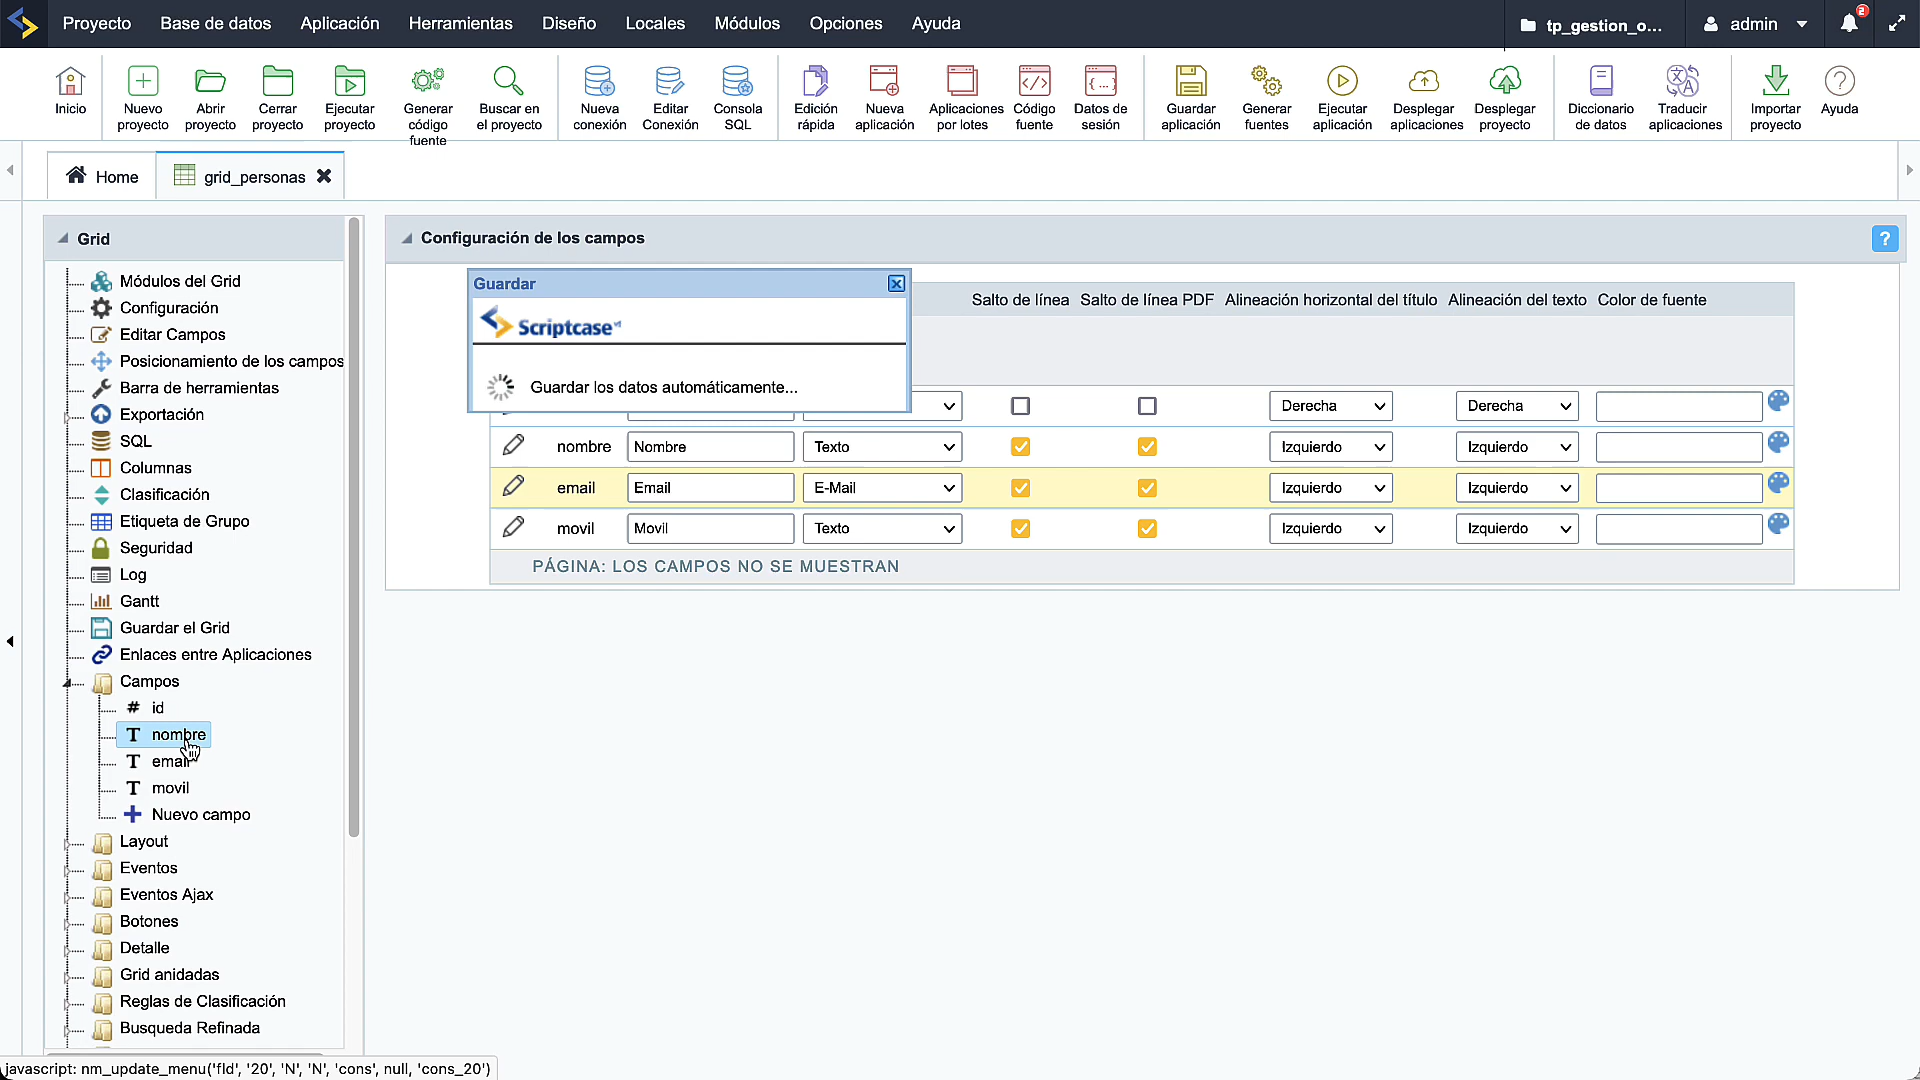 Proyecto Base de datos Aplicación Herramientas Diseño Locales Módulos Opciones Ayuda tp_gestion_o... admin 2
Inicio
Nuevo proyecto
Abrir proyecto
Cerrar proyecto
Ejecutar proyecto
Generar código fuente
Buscar en el proyecto
Nueva conexión
Editar Conexión
Consola SQL
Edición rápida
Nueva aplicación
Aplicaciones por lotes
Código fuente
Datos de sesión
Guardar aplicación
Generar fuentes
Ejecutar aplicación
Desplegar aplicaciones
Desplegar proyecto
Diccionario de datos
Traducir aplicaciones
Importar proyecto
Ayuda
Home grid_personas
Grid
Módulos del Grid
Configuración
Editar Campos
Posicionamiento de los campos
Barra de herramientas
Exportación
SQL
Columnas
Clasificación
Etiqueta de Grupo
Seguridad
Log
Gantt
Guardar el Grid
Enlaces entre Aplicaciones
Campos
# id
T nombre
T email
T movil
Nuevo campo
Layout
Eventos
Eventos Ajax
Botones
Detalle
Grid anidadas
Reglas de Clasificación
Busqueda Refinada
Configuración de los campos ?
Guardar
Scriptcase
Guardar los datos automáticamente...
Salto de línea Salto de línea PDF Alineación horizontal del título Alineación del texto Color de fuente
Derecha Derecha
nombre Nombre Texto Izquierdo Izquierdo
email Email E-Mail Izquierdo Izquierdo
movil Movil Texto Izquierdo Izquierdo
PÁGINA: LOS CAMPOS NO SE MUESTRAN
javascript: nm_update_menu('fld', '20', 'N', 'N', 'cons', null, 'cons_20')